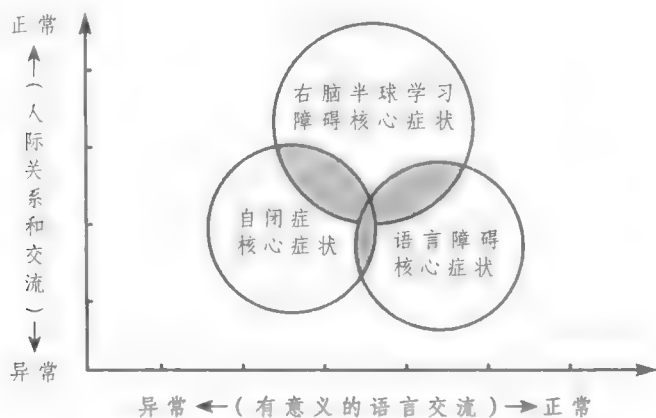 正常
(人际关系和交流)
异常
右脑半球学习
障碍核心症状
自闭症
核心症状
语言障碍
核心症状
异常(有意义的语言交流)正常